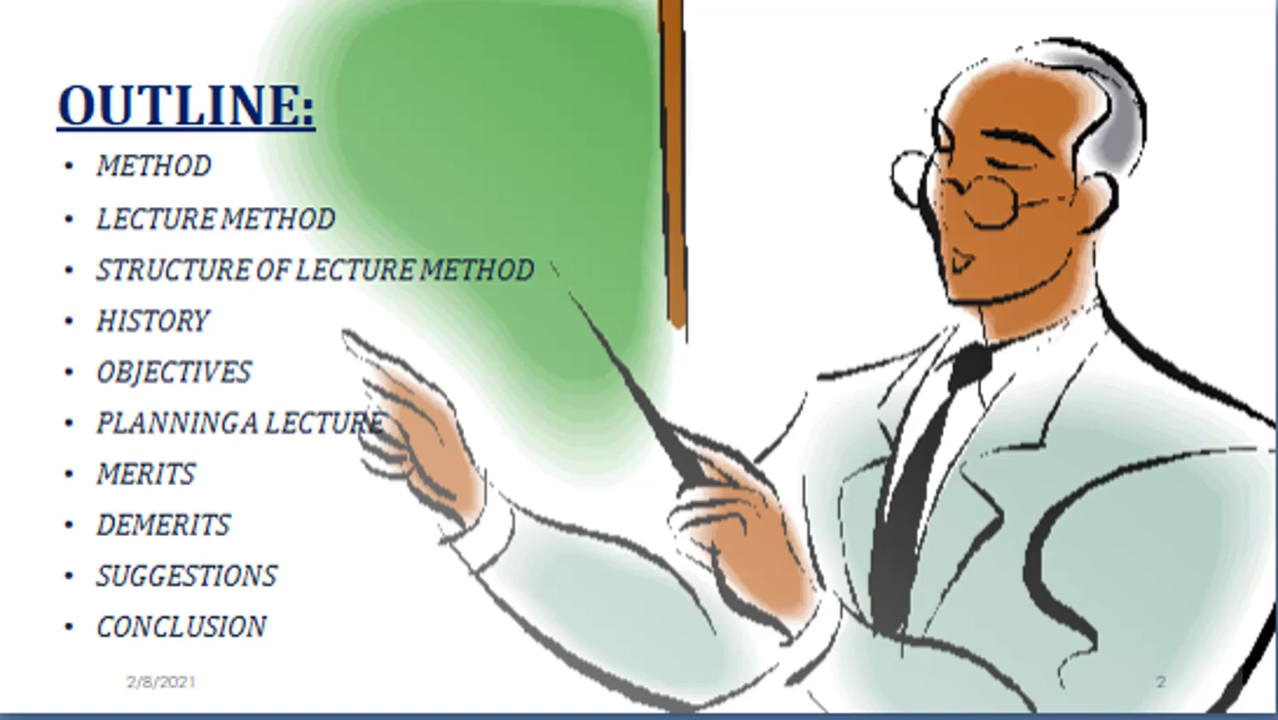 OUTLINE:
• METHOD
• LECTURE METHOD
• STRUCTURE OF LECTURE METHOD
• HISTORY
• OBJECTIVES
• PLANNING A LECTURE
• MERITS
• DEMERITS
• SUGGESTIONS
• CONCLUSION
2/8/2021
2